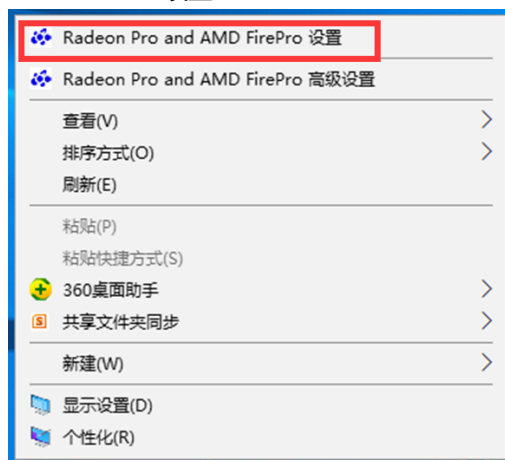 Radeon Pro and AMD FirePro 设置
Radeon Pro and AMD FirePro 高级设置
查看(V)
排序方式(O)
刷新(E)
粘贴(P)
粘贴快捷方式(S)
360桌面助手
共享文件夹同步
新建(W)
显示设置(D)
个性化(R)